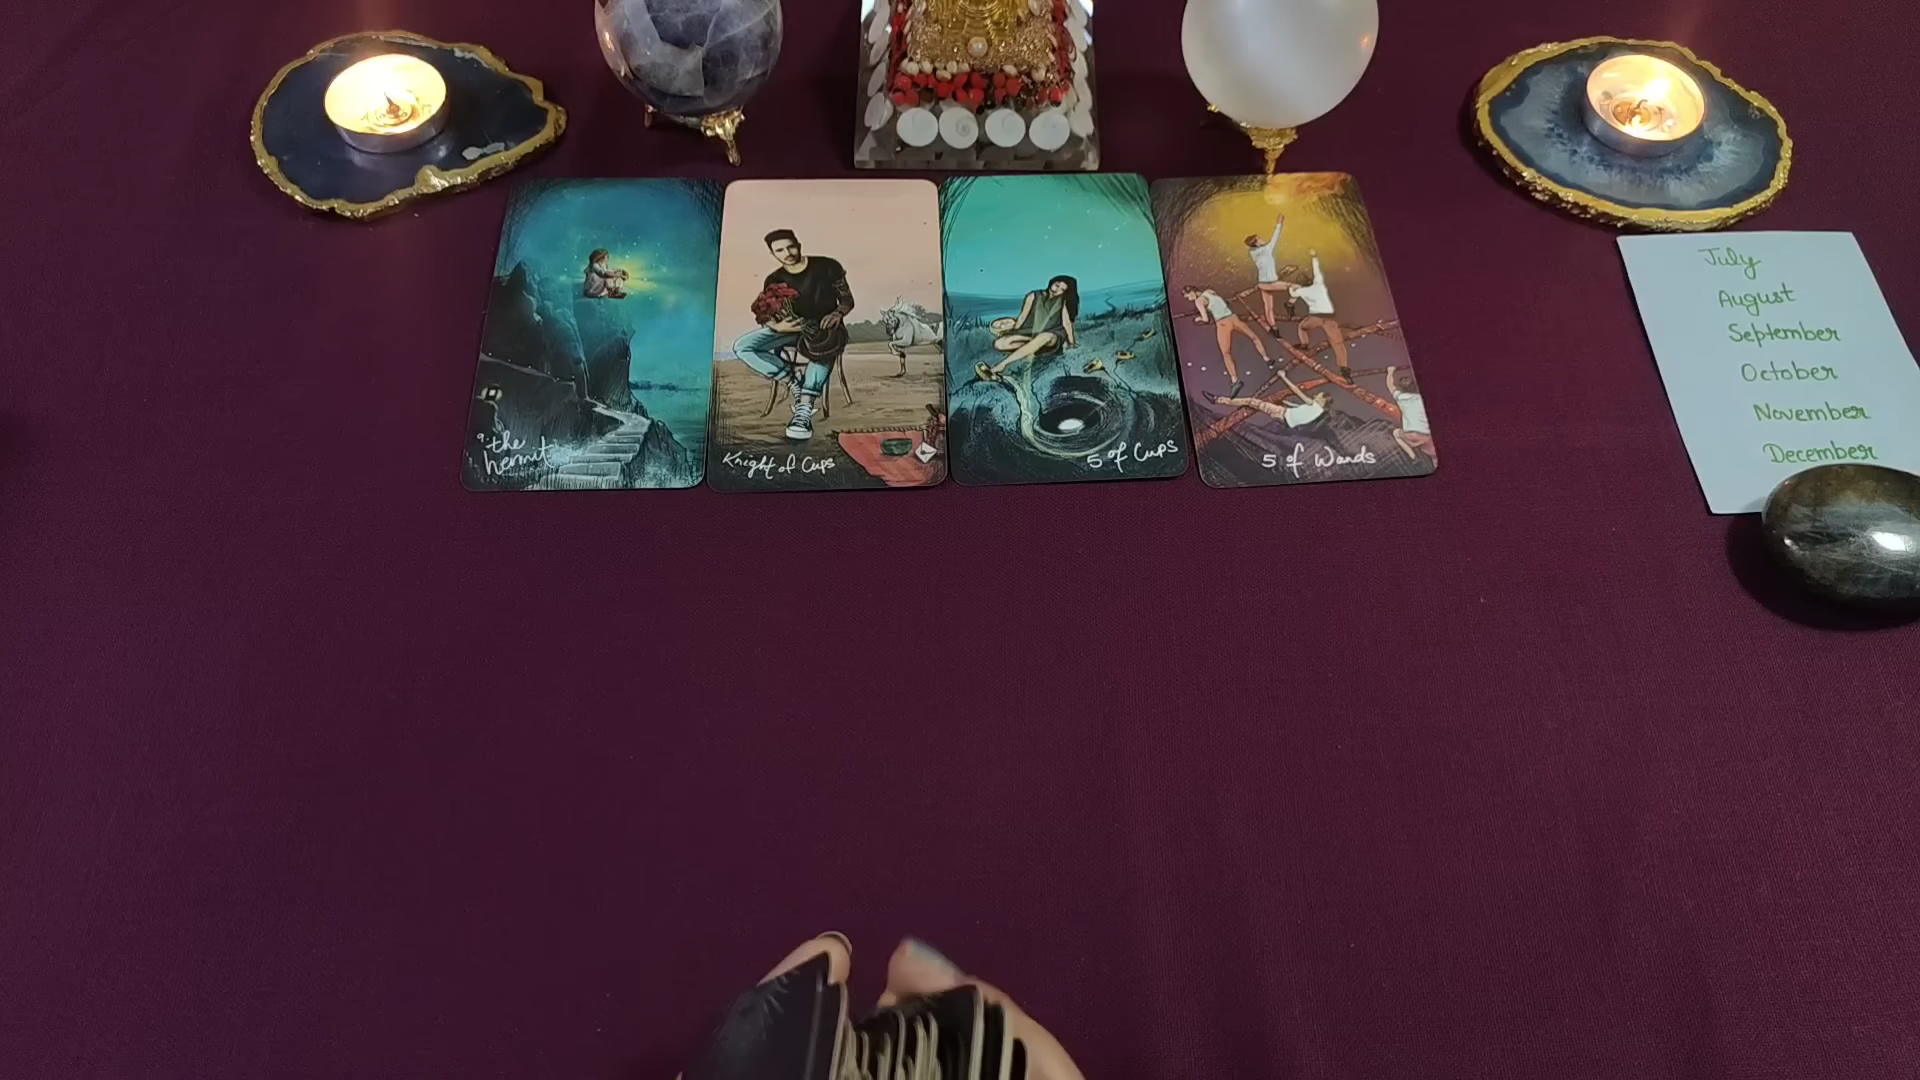 9. the
hermit
Knight of Cups
5 of Cups
5 of Wands
July
August
September
October
November
December